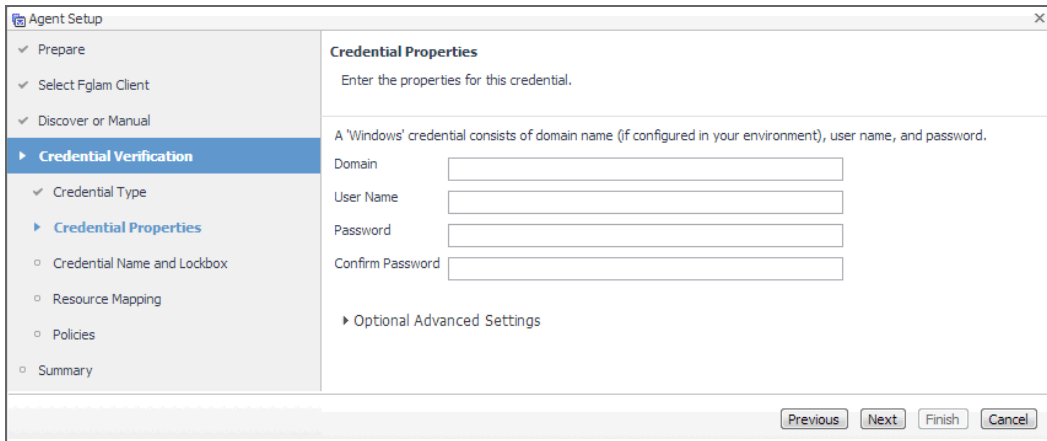 Agent Setup
Prepare
Select Fglam Client
Discover or Manual
Credential Verification
Credential Type
Credential Properties
Credential Name and Lockbox
Resource Mapping
Policies
Summary
Credential Properties
Enter the properties for this credential.
A 'Windows' credential consists of domain name (if configured in your environment), user name, and password.
Domain
User Name
Password
Confirm Password
Optional Advanced Settings
Previous Next Finish Cancel